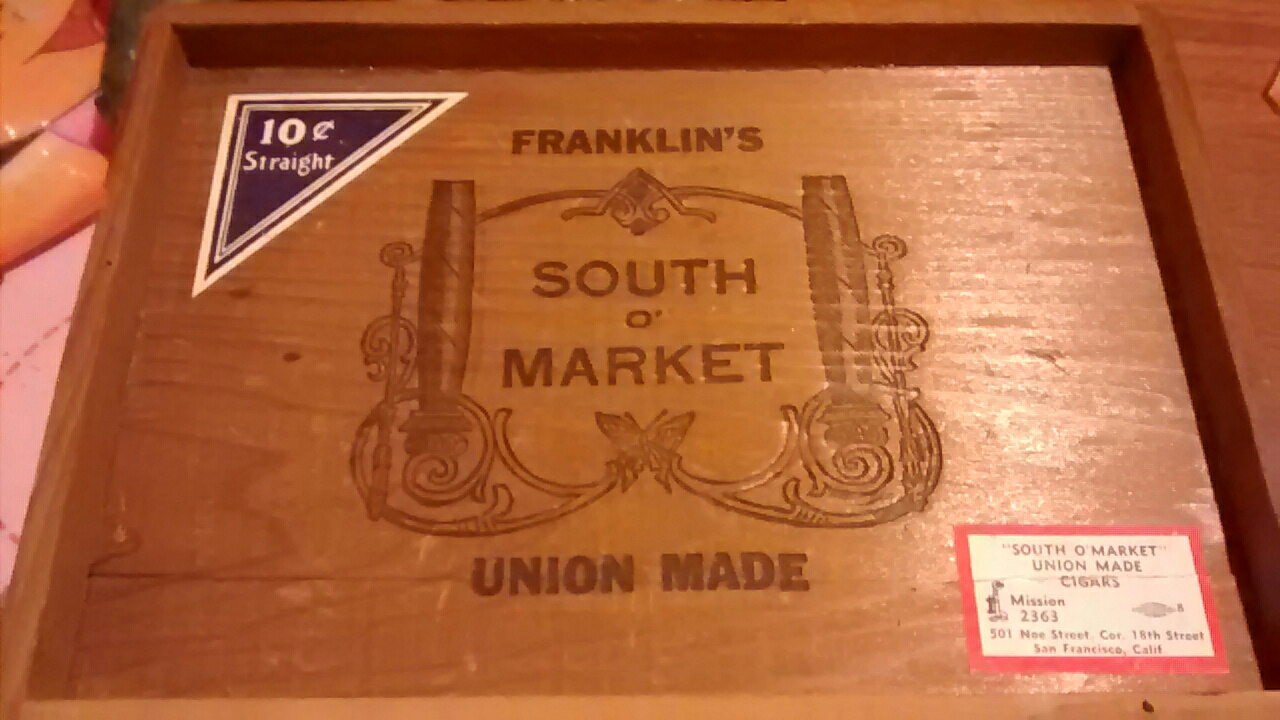 10¢
Straight
FRANKLIN'S
SOUTH
O'
MARKET
UNION MADE
"SOUTH O'MARKET"
UNION MADE
CIGARS
Mission
2363
8
501 Noe Street, Cor. 18th Street
San Francisco, Calif.